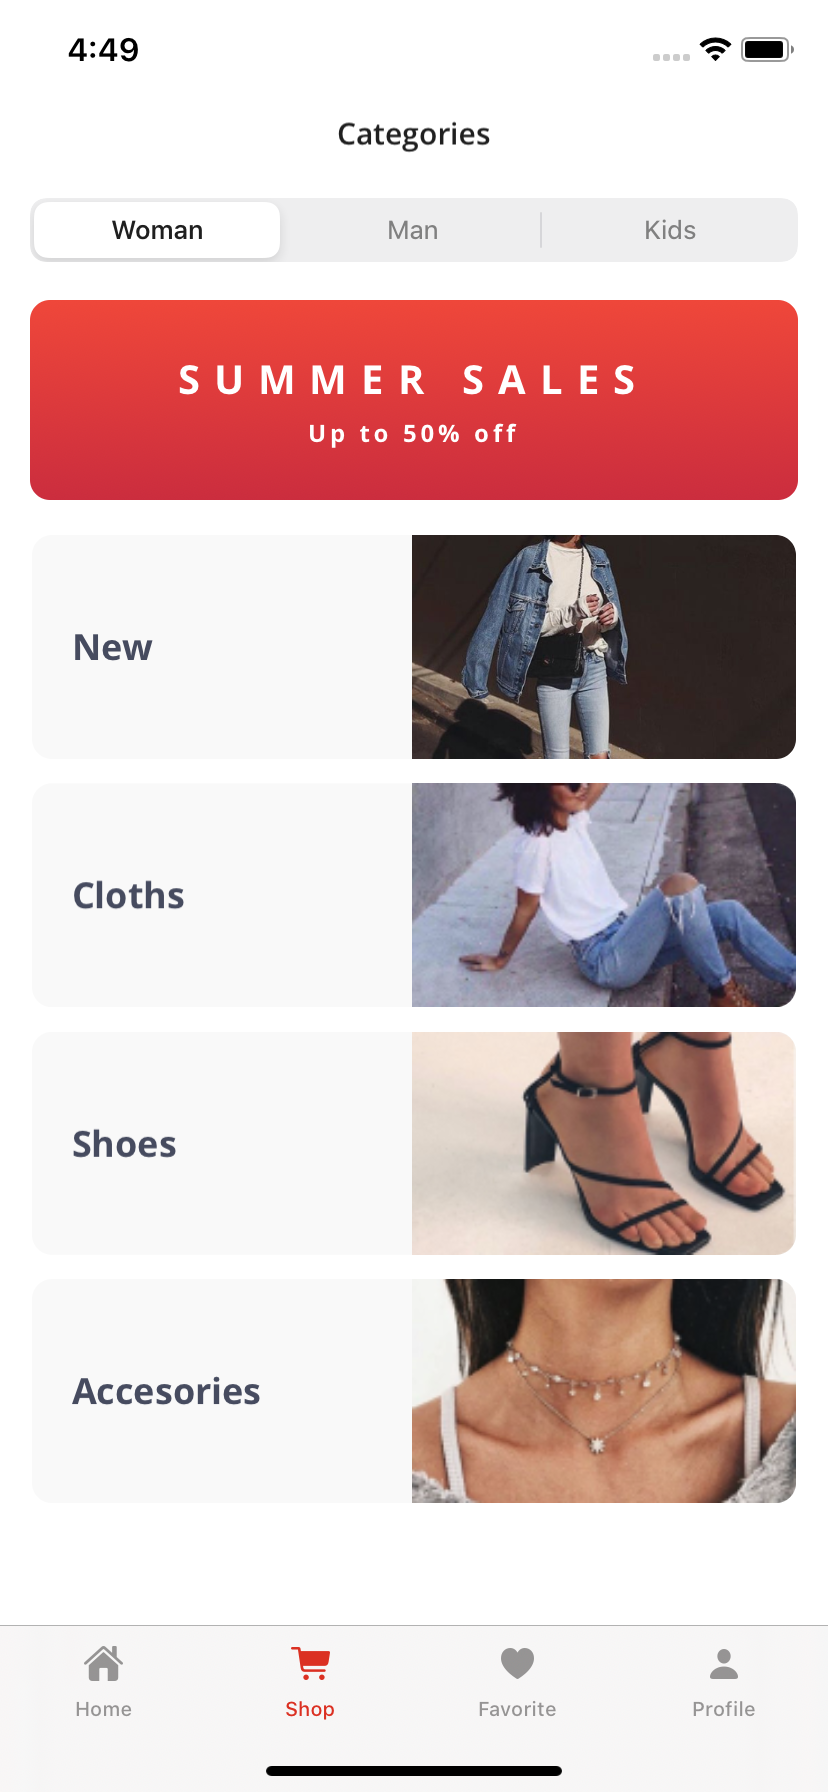 4:49
Categories
Woman Man Kids
SUMMER SALES
Up to 50% off
New
Cloths
Shoes
Accesories
Home Shop Favorite Profile